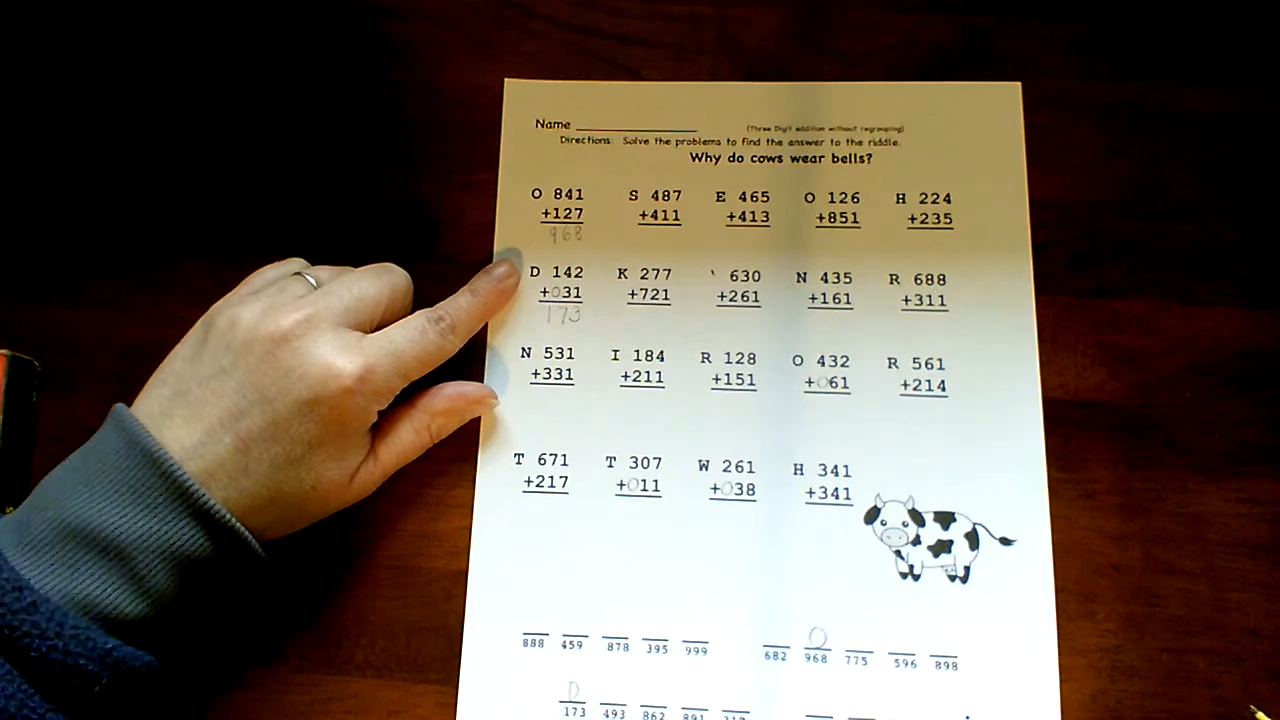 Name (Three Digit addition without regrouping)
Directions: Solve the problems to find the answer to the riddle.
Why do cows wear bells?
O 841 S 487 E 465 O 126 H 224
+127 +411 +413 +851 +235
968
D 142 K 277 ' 630 N 435 R 688
+031 +721 +261 +161 +311
173
N 531 I 184 R 128 O 432 R 561
+331 +211 +151 +061 +214
T 671 T 307 W 261 H 341
+217 +011 +038 +341
O
888 459 878 395 999 682 968 775 596 898
D
173 493 862 891